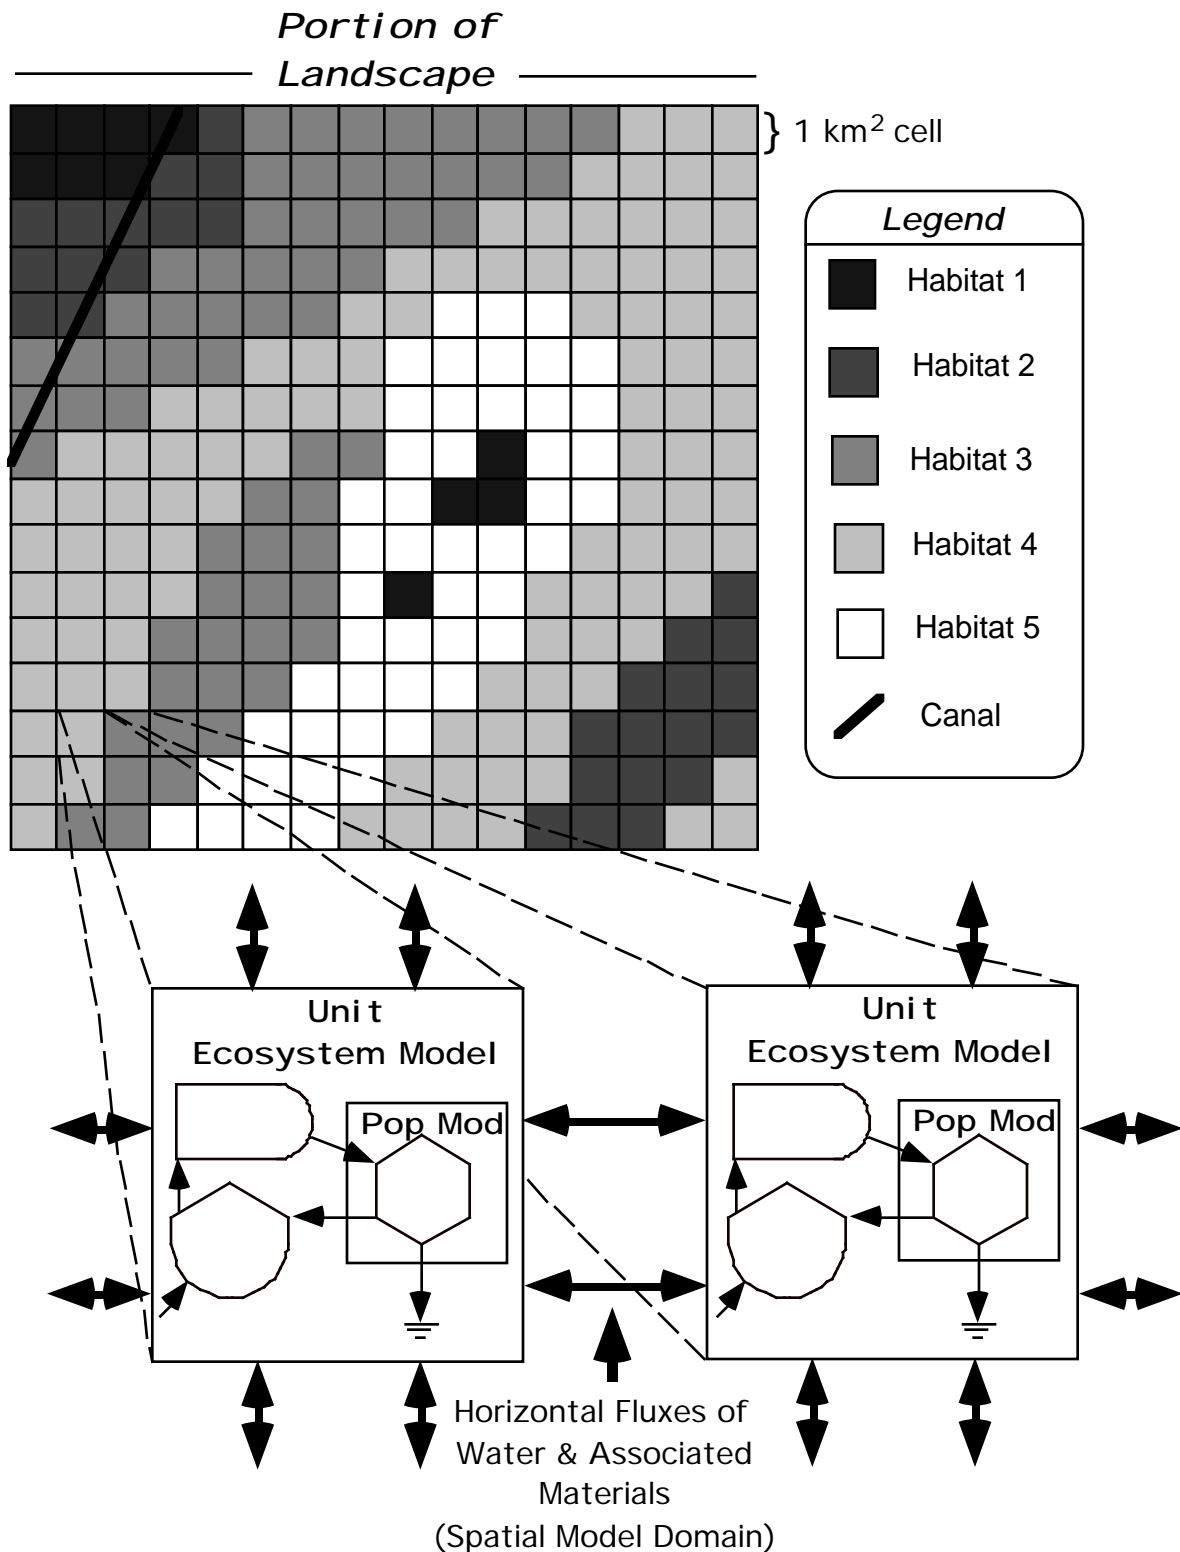 Portion of
Landscape
} 1 km² cell
Legend
Habitat 1
Habitat 2
Habitat 3
Habitat 4
Habitat 5
Canal
Unit
Ecosystem Model
Pop Mod
Unit
Ecosystem Model
Pop Mod
Horizontal Fluxes of
Water & Associated
Materials
(Spatial Model Domain)